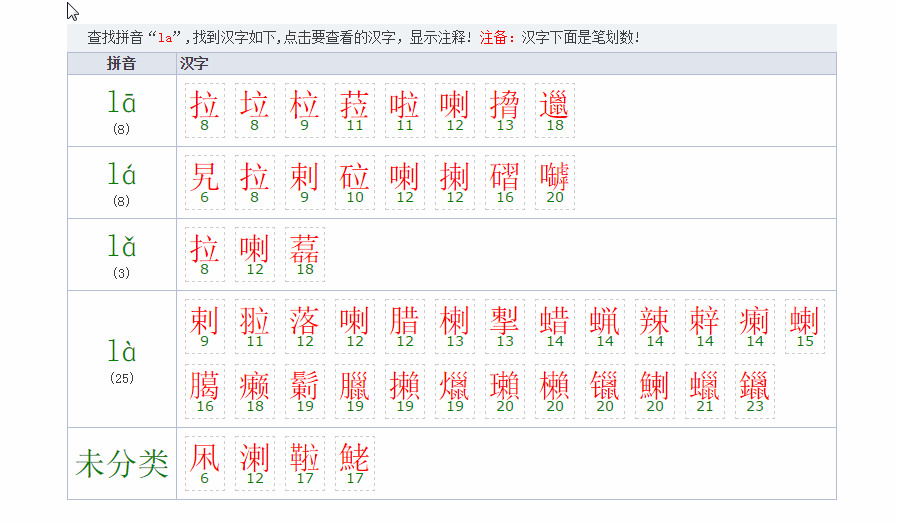 查找拼音“la”,找到汉字如下,点击要查看的汉字，显示注释! 注备：汉字下面是笔划数!
拼音 汉字
lā
(8)
拉 垃 柆 菈 啦 喇 搚 邋
8 8 9 11 11 12 13 18
lá
(8)
旯 拉 剌 砬 喇 揦 磖 嚹
6 8 9 10 12 12 16 20
lǎ
(3)
拉 喇 藞
8 12 18
là
(25)
剌 翋 落 喇 腊 楋 揧 蜡 蝋 辣 辢 瘌 蝲
9 11 12 12 12 13 13 14 14 14 14 14 15
臈 癞 鬎 臘 攋 爉 瓎 櫴 镴 鯻 蠟 鑞
16 18 19 19 19 19 20 20 20 20 21 23
未分类
溂 鞡
6 12 17 17